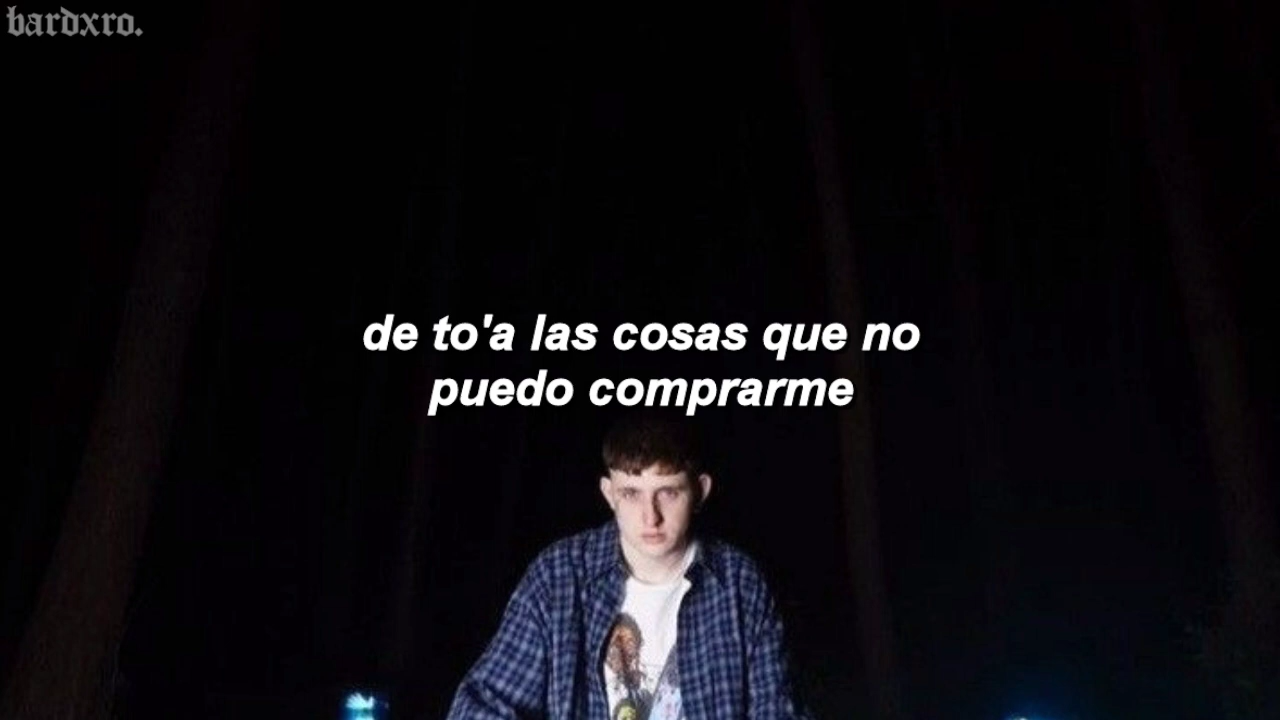 bardxro.
de to'a las cosas que no
puedo comprarme